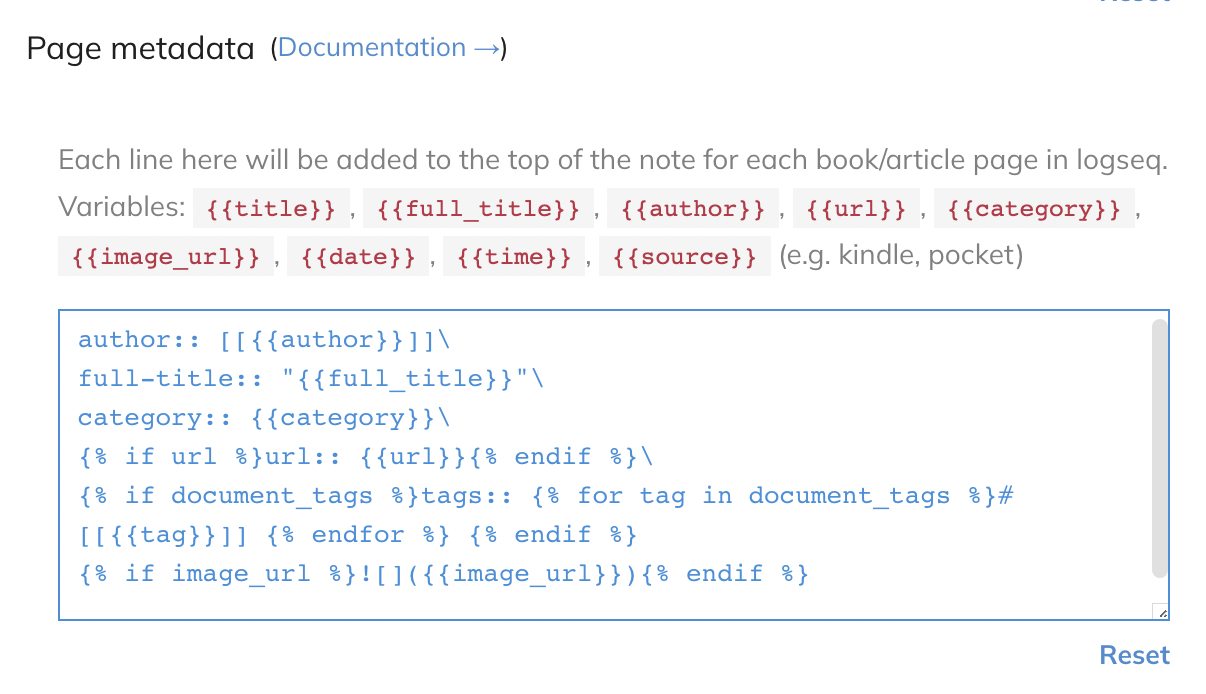 Page metadata (Documentation →)
Each line here will be added to the top of the note for each book/article page in logseq.
Variables: {{title}} , {{full_title}} , {{author}} , {{url}} , {{category}} ,
{{image_url}} , {{date}} , {{time}} , {{source}} (e.g. kindle, pocket)
author:: [[{{author}}]]\
full-title:: "{{full_title}}"\
category:: {{category}}\
{% if url %}url:: {{url}}{% endif %}\
{% if document_tags %}tags:: {% for tag in document_tags %}#
[[{{tag}}]] {% endfor %} {% endif %}
{% if image_url %}![]({{image_url}}){% endif %}
Reset